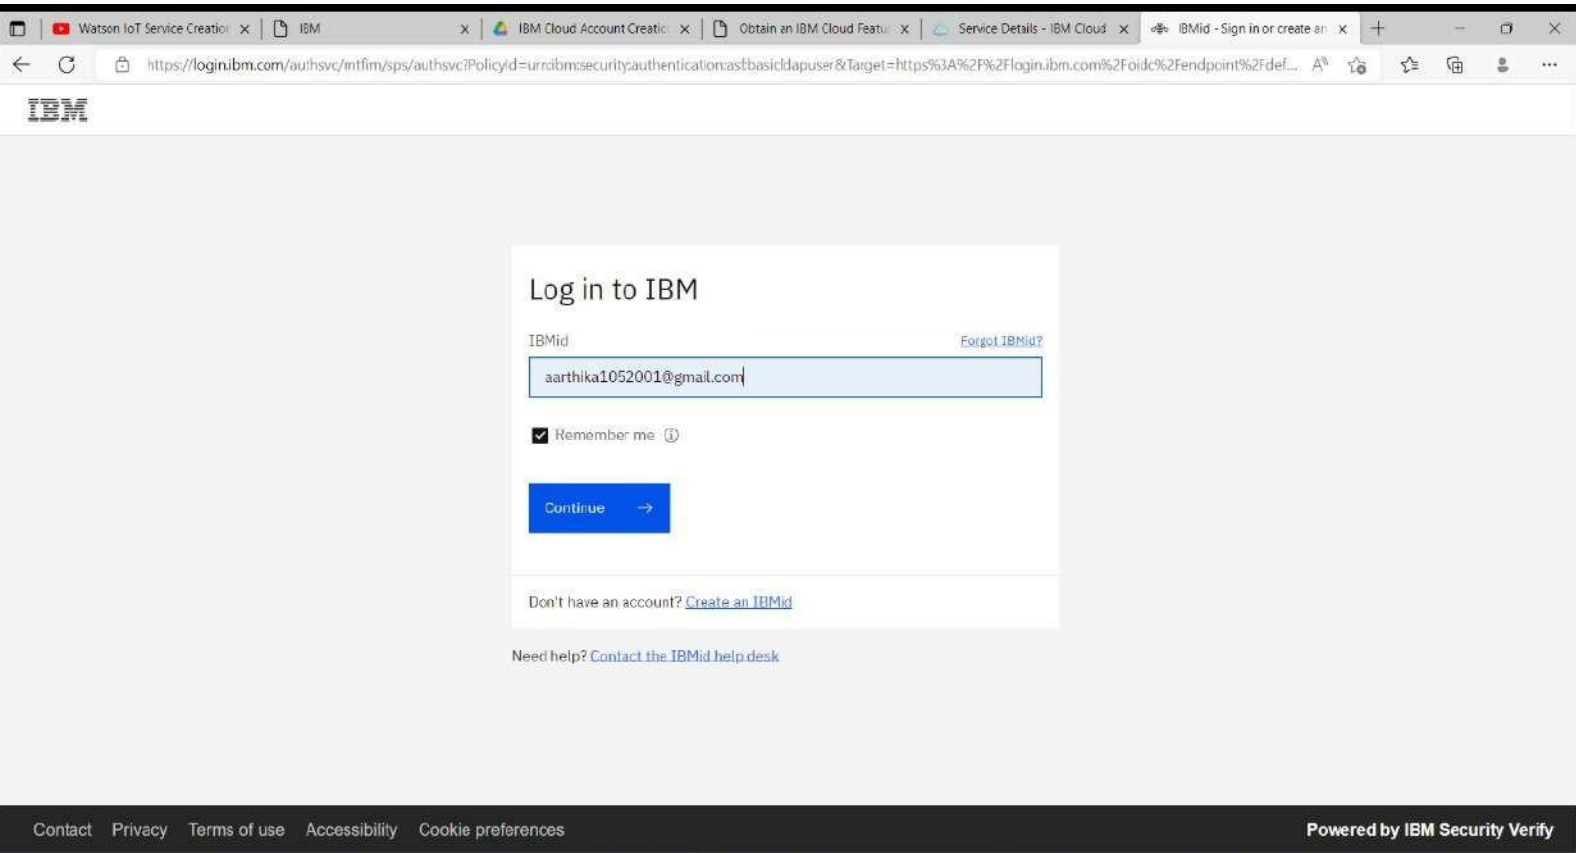 Watson IoT Service Creation
IBM
IBM Cloud Account Creatio
Obtain an IBM Cloud Featu
Service Details - IBM Cloud
IBMid - Sign in or create an
https://login.ibm.com/authsvc/mtfim/sps/authsvc?PolicyId=urn:ibm:security:authentication:asf:basicldapuser&Target=https%3A%2F%2Flogin.ibm.com%2Foidc%2Fendpoint%2Fdef...
IBM
Log in to IBM
IBMid
Forgot IBMid?
aarthika1052001@gmail.com
Remember me
Continue
Don't have an account? Create an IBMid
Need help? Contact the IBMid help desk
Contact Privacy Terms of use Accessibility Cookie preferences
Powered by IBM Security Verify